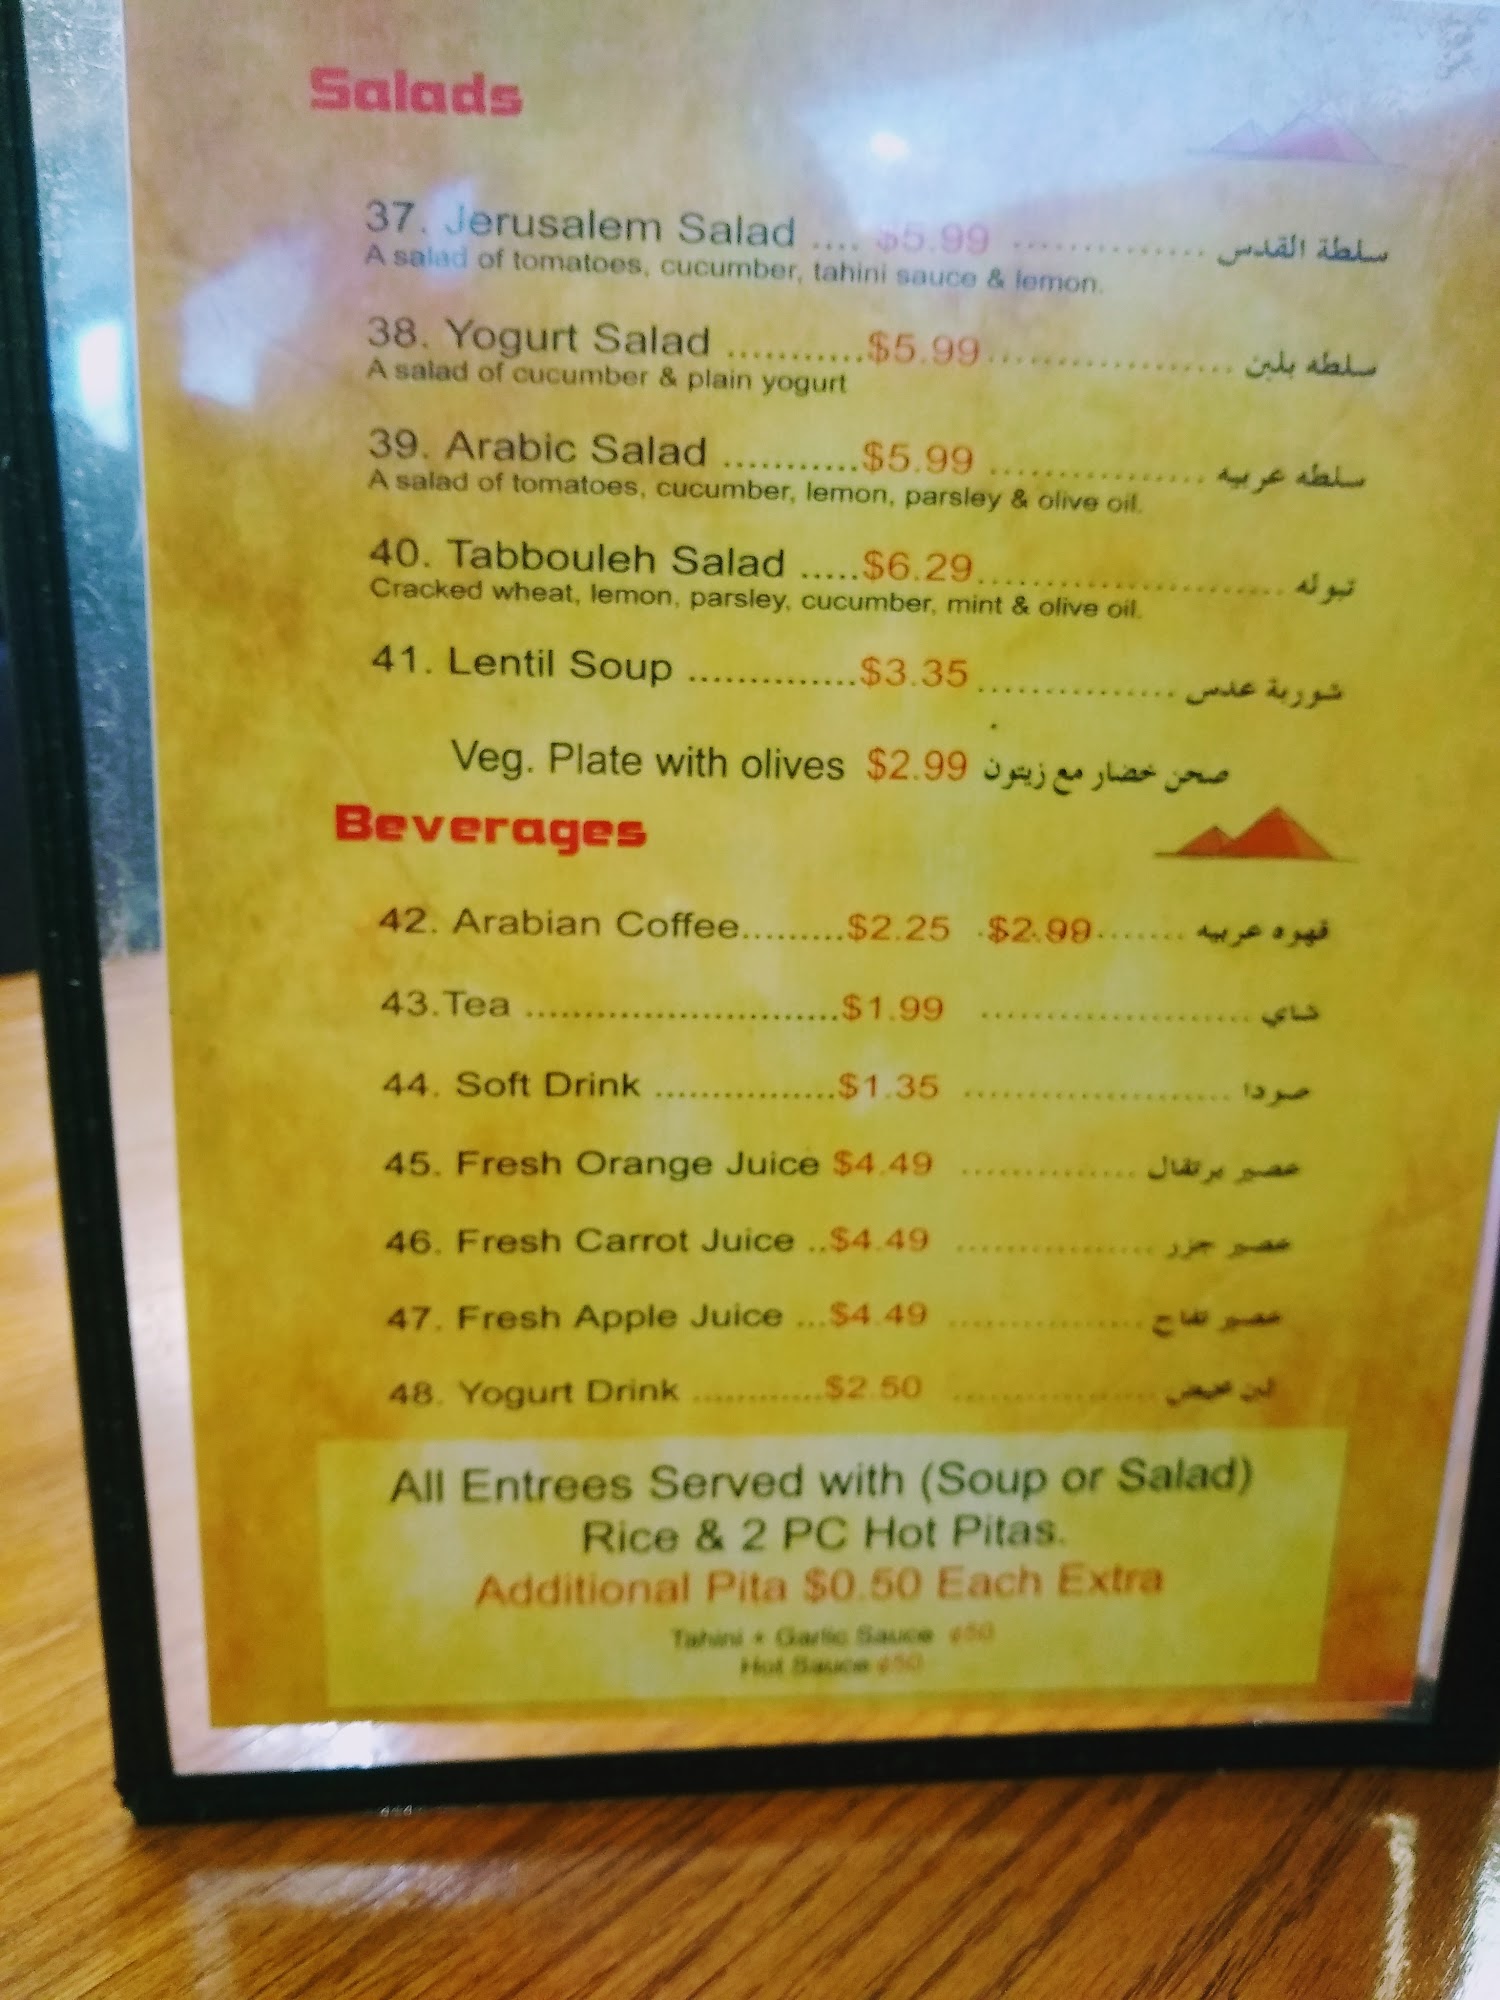 Salads
37. Jerusalem Salad .... $5.99 .............. سلطة القدس
A salad of tomatoes, cucumber, tahini sauce & lemon.
38. Yogurt Salad ............$5.99.................. سلطه بلبن
A salad of cucumber & plain yogurt
39. Arabic Salad ............$5.99 ................ سلطه عربيه
A salad of tomatoes, cucumber, lemon, parsley & olive oil.
40. Tabbouleh Salad .....$6.29...................... تبوله
Cracked wheat, lemon, parsley, cucumber, mint & olive oil.
41. Lentil Soup ...............$3.35................ شوربة عدس
Veg. Plate with olives $2.99 صحن خضار مع زيتون
Beverages
42. Arabian Coffee.........$2.25 .$2.99........ قهوه عربيه
43.Tea ...........................$1.99 ..................... شاي
44. Soft Drink ................$1.35 ..................... صودا
45. Fresh Orange Juice $4.49 .............. عصير برتقال
46. Fresh Carrot Juice ..$4.49 ................ عصير جزر
47. Fresh Apple Juice ...$4.49 ................ عصير تفاح
48. Yogurt Drink ............$2.50 ................ لبن
All Entrees Served with (Soup or Salad)
Rice & 2 PC Hot Pitas.
Additional Pita $0.50 Each Extra
Tahini + Garlic Sauce ¢50
Hot Sauce ¢50